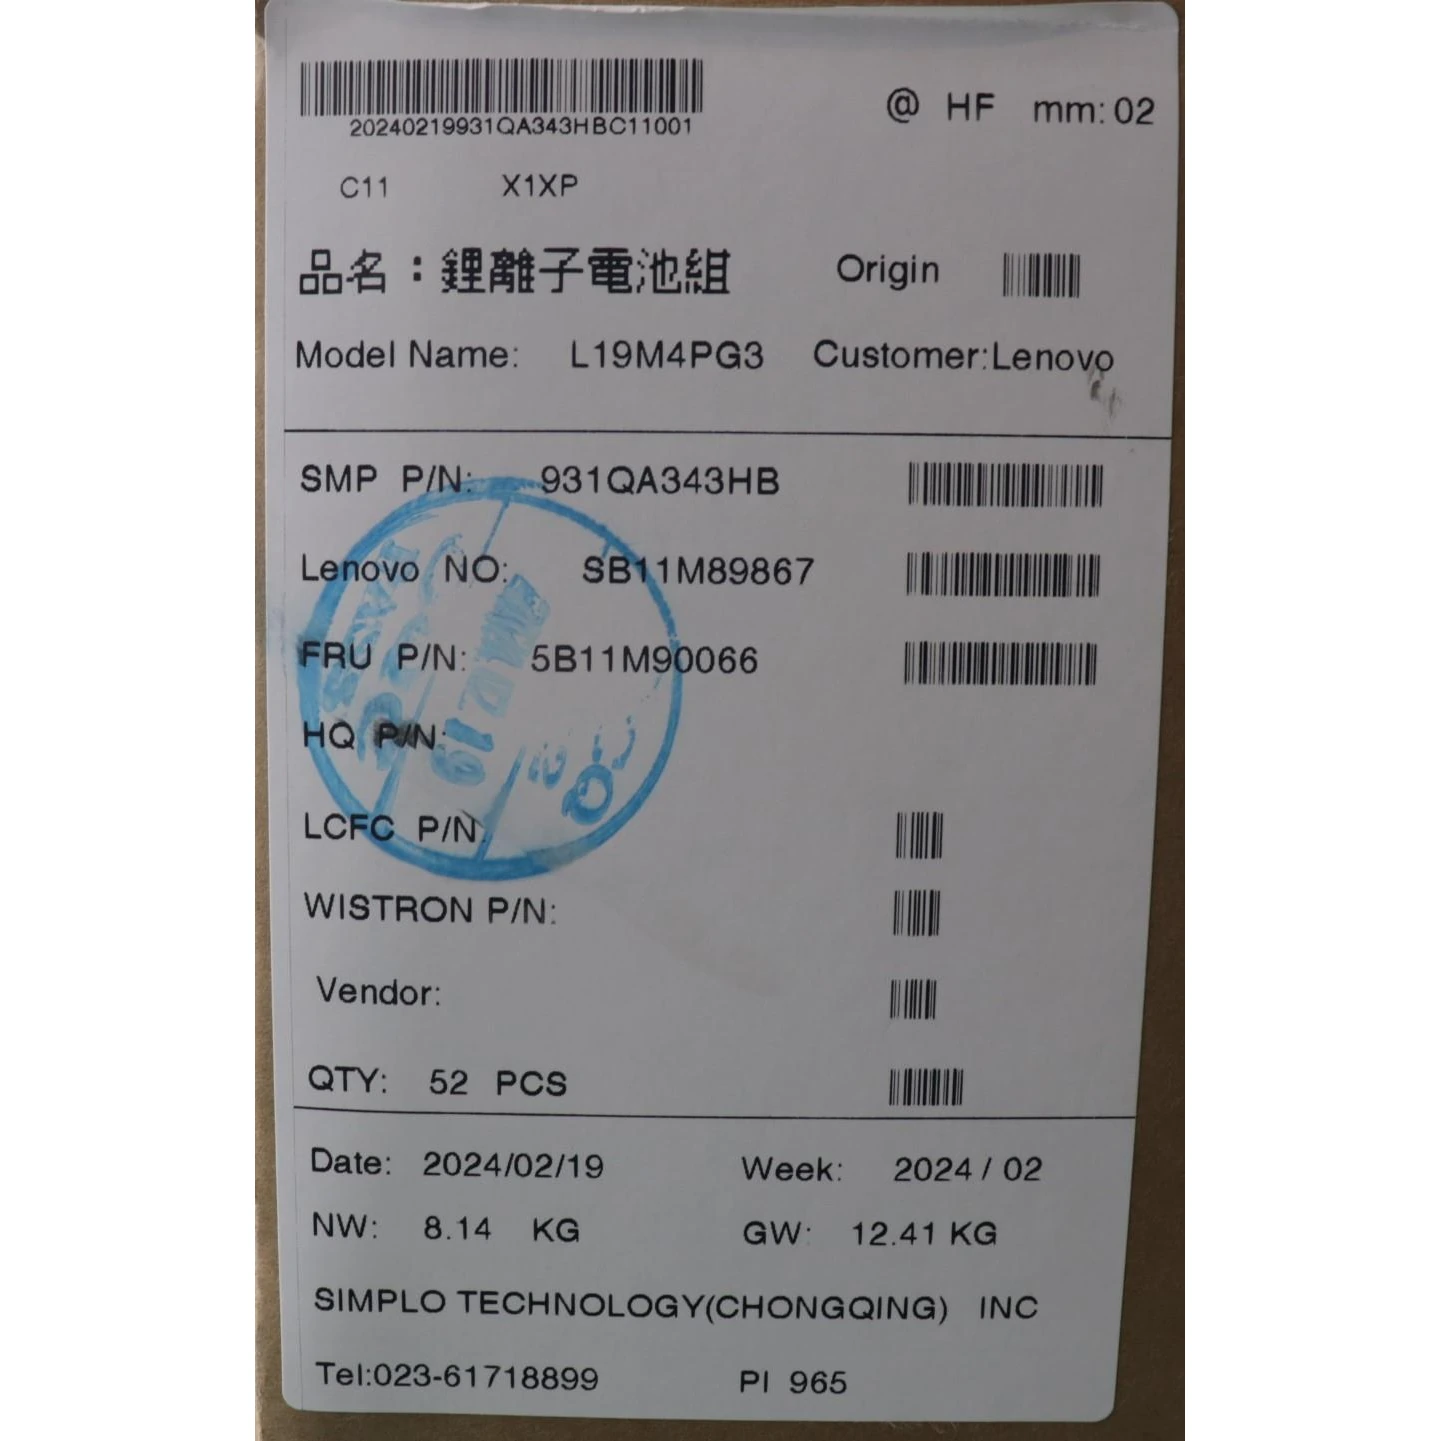 @ HF mm:02
20240219931QA343HBC11001
C11 X1XP
品名：鋰離子電池組 Origin
Model Name: L19M4PG3 Customer:Lenovo
SMP P/N: 931QA343HB
Lenovo NO: SB11M89867
FRU P/N: 5B11M90066
HQ P/N:
LCFC P/N:
WISTRON P/N:
Vendor:
QTY: 52 PCS
Date: 2024/02/19 Week: 2024 / 02
NW: 8.14 KG GW: 12.41 KG
SIMPLO TECHNOLOGY(CHONGQING) INC
Tel:023-61718899 PI 965